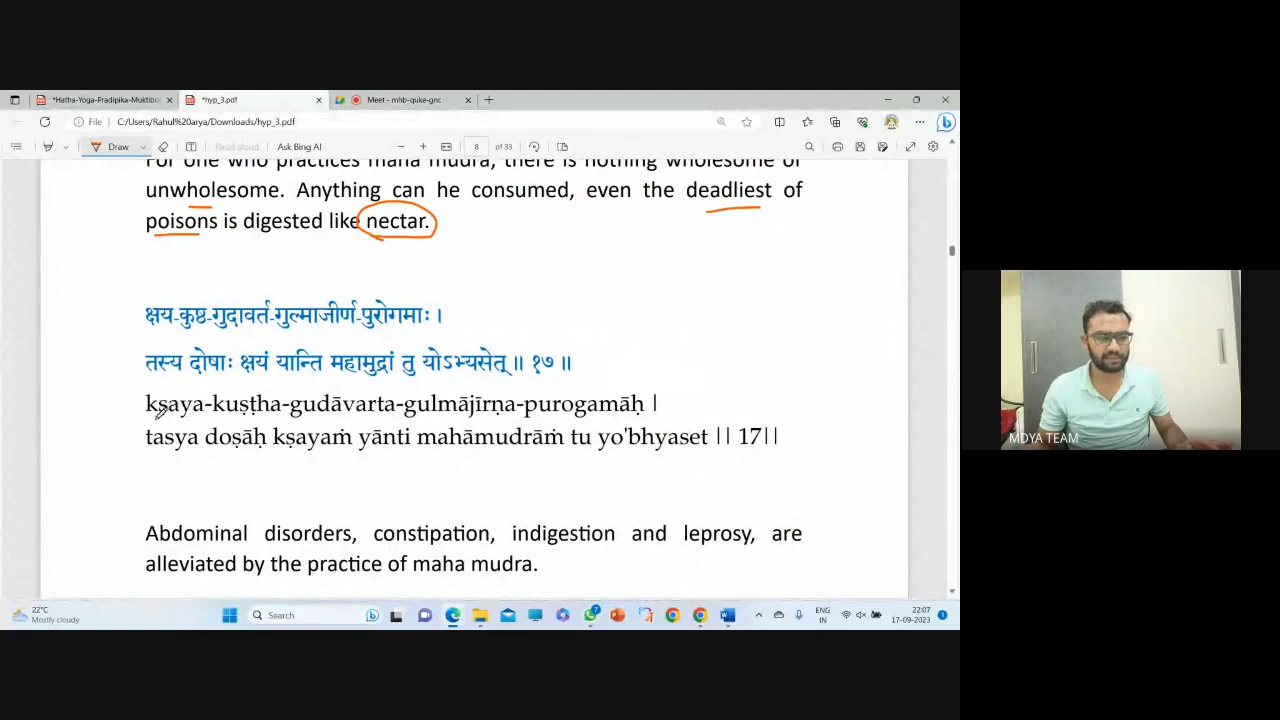 *Hatha-Yoga-Pradipika-Muktibo
*hyp_3.pdf
Meet - mhb-quke-gnc
File
C:/Users/Rahul%20arya/Downloads/hyp_3.pdf
Draw
Read aloud
Ask Bing AI
8
of 33
For one who practices maha mudra, there is nothing wholesome or
unwholesome. Anything can he consumed, even the deadliest of
poisons is digested like nectar.
क्षय-कुष्ठ-गुदावर्त-गुल्माजीर्ण-पुरोगमाः ।
तस्य दोषाः क्षयं यान्ति महामुद्रां तु योऽभ्यसेत् ॥ १७ ॥
kṣaya-kuṣṭha-gudāvarta-gulmājīrṇa-purogamāḥ |
tasya doṣāḥ kṣayaṁ yānti mahāmudrāṁ tu yo'bhyaset || 17||
Abdominal disorders, constipation, indigestion and leprosy, are
alleviated by the practice of maha mudra.
MDYA TEAM
22°C
Mostly cloudy
Search
7
ENG
IN
22:07
17-09-2023
1